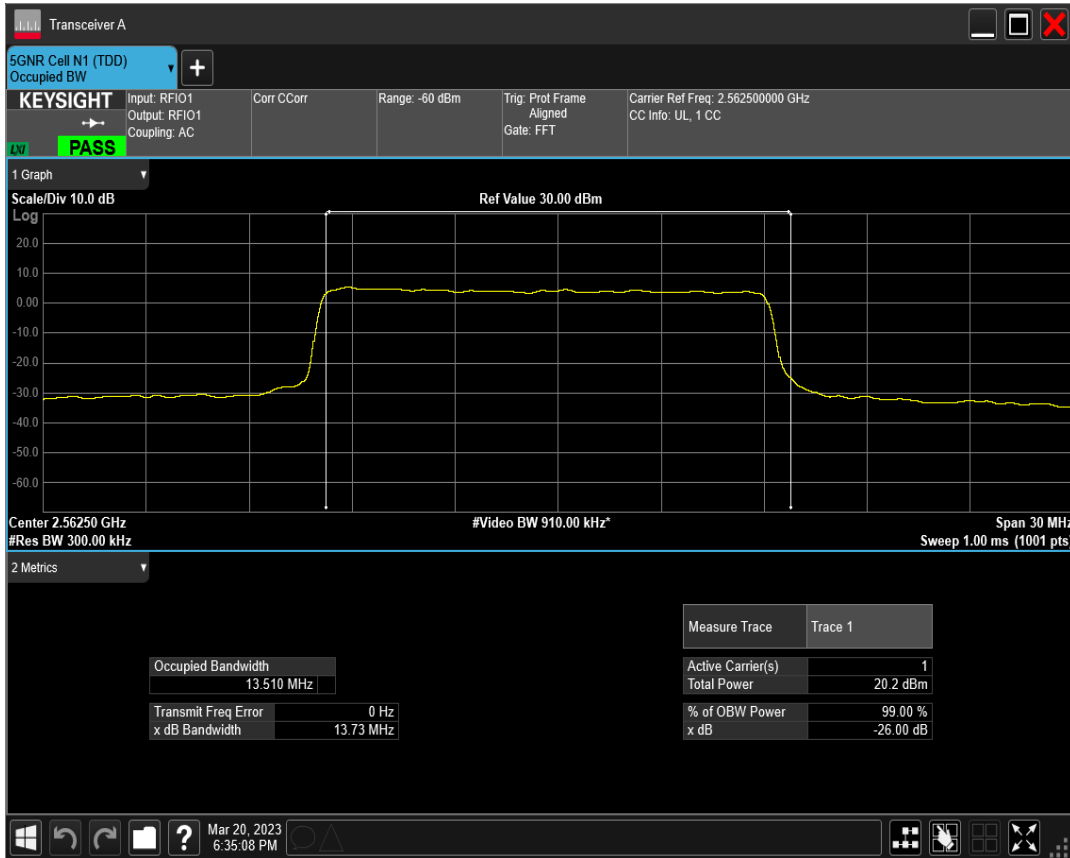 Transceiver A
5GNR Cell N1 (TDD)
Occupied BW
+
KEYSIGHT
LXI
PASS
Input: RFIO1
Output: RFIO1
Coupling: AC
Corr CCorr
Range: -60 dBm
Trig: Prot Frame
Aligned
Gate: FFT
Carrier Ref Freq: 2.562500000 GHz
CC Info: UL, 1 CC
1 Graph
Scale/Div 10.0 dB
Ref Value 30.00 dBm
Log
20.0
10.0
0.00
-10.0
-20.0
-30.0
-40.0
-50.0
-60.0
Center 2.56250 GHz
#Video BW 910.00 kHz*
Span 30 MHz
#Res BW 300.00 kHz
Sweep 1.00 ms (1001 pts)
2 Metrics
Measure Trace Trace 1
Occupied Bandwidth
13.510 MHz
Active Carrier(s) 1
Total Power 20.2 dBm
Transmit Freq Error 0 Hz
x dB Bandwidth 13.73 MHz
% of OBW Power 99.00 %
x dB -26.00 dB
?
Mar 20, 2023
6:35:08 PM